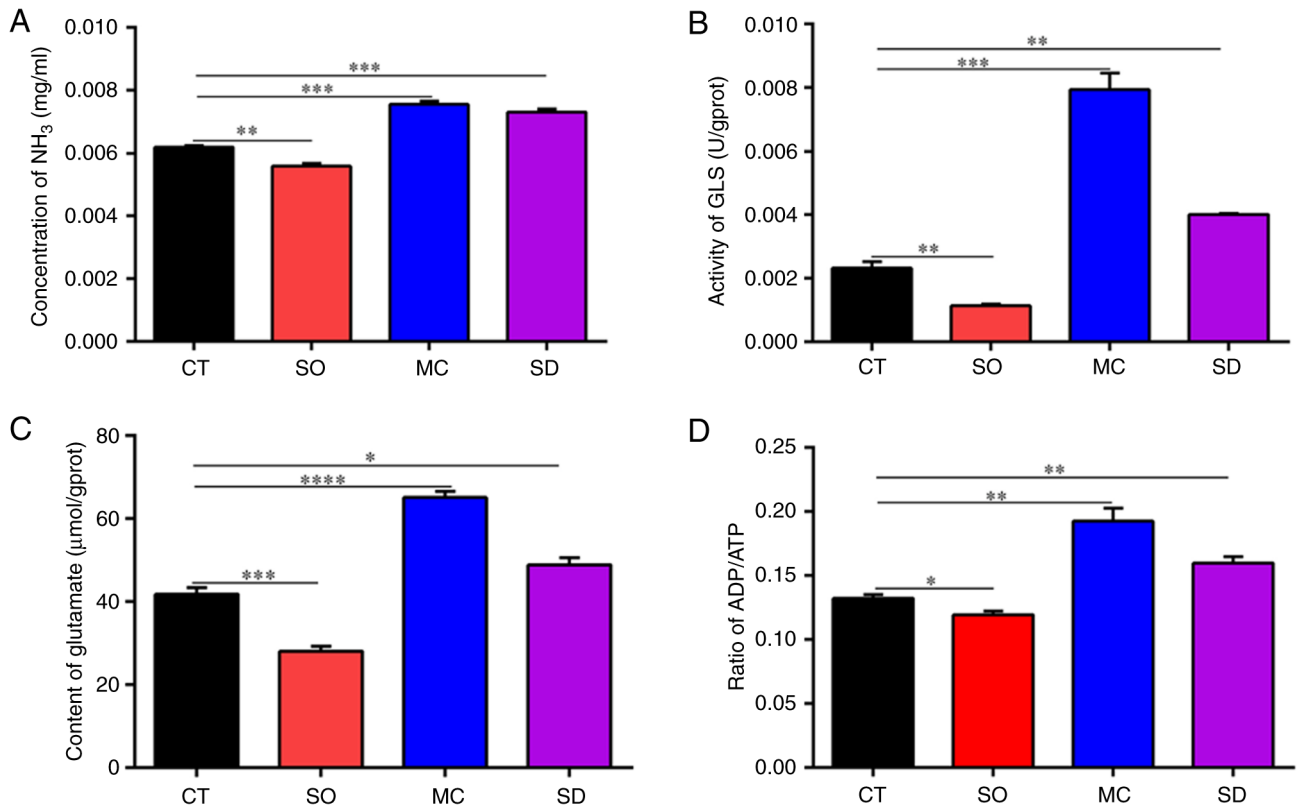 A
Concentration of NH3 (mg/ml)
0.010
0.008
0.006
0.004
0.002
0.000
***
***
**
CT SO MC SD
B
Activity of GLS (U/gprot)
0.010
0.008
0.006
0.004
0.002
0.000
**
***
**
CT SO MC SD
C
Content of glutamate (μmol/gprot)
80
60
40
20
0
*
****
***
CT SO MC SD
D
Ratio of ADP/ATP
0.25
0.20
0.15
0.10
0.05
0.00
**
**
*
CT SO MC SD